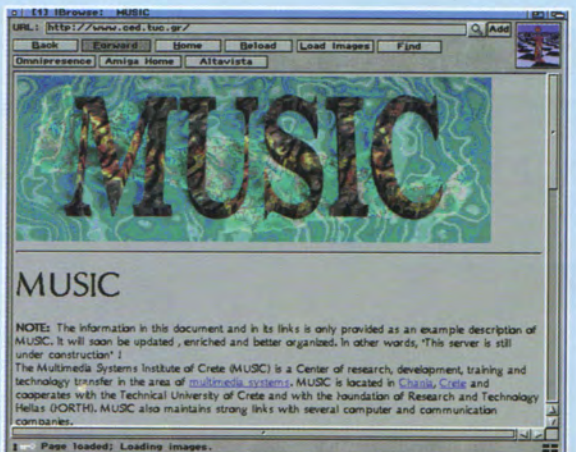 [1] IBrowse: MUSIC
URL: http://www.ced.tuc.gr/ Add
Back Forward Home Reload Load Images Find
Omnipresence Amiga Home Altavista
MUSIC
MUSIC
NOTE: The information in this document and in its links is only provided as an example description of
MUSIC. It will soon be updated , enriched and better organized. In other words, "This server is still
under construction" !
The Multimedia Systems Institute of Crete (MUSIC) is a Center of research, development, training and
technology transfer in the area of multimedia systems. MUSIC is located in Chania, Crete and
cooperates with the Technical University of Crete and with the Foundation of Research and Technology
Hellas (FORTH). MUSIC also maintains strong links with several computer and communication
companies.
Page loaded; Loading images.